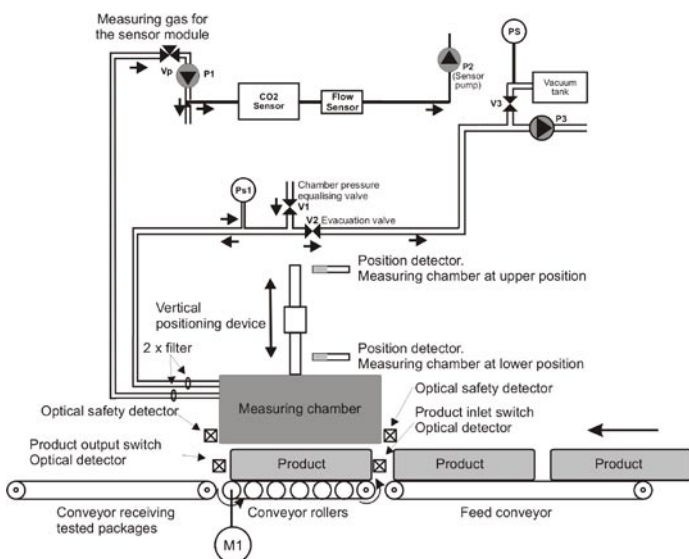 Measuring gas for
the sensor module
Vp
P1
CO2
Sensor
Flow
Sensor
P2
(Sensor
pump)
PS
Vacuum
tank
V3
P3
Ps1
Chamber pressure
equalising valve
V1
V2 Evacuation valve
Position detector.
Measuring chamber at upper position
Vertical
positioning device
2 x filter
Position detector.
Measuring chamber at lower position
Measuring chamber
Optical safety detector
Optical safety detector
Product inlet switch
Optical detector
Product output switch
Optical detector
Product
Product
Product
Conveyor receiving
tested packages
Conveyor rollers
Feed conveyor
M1